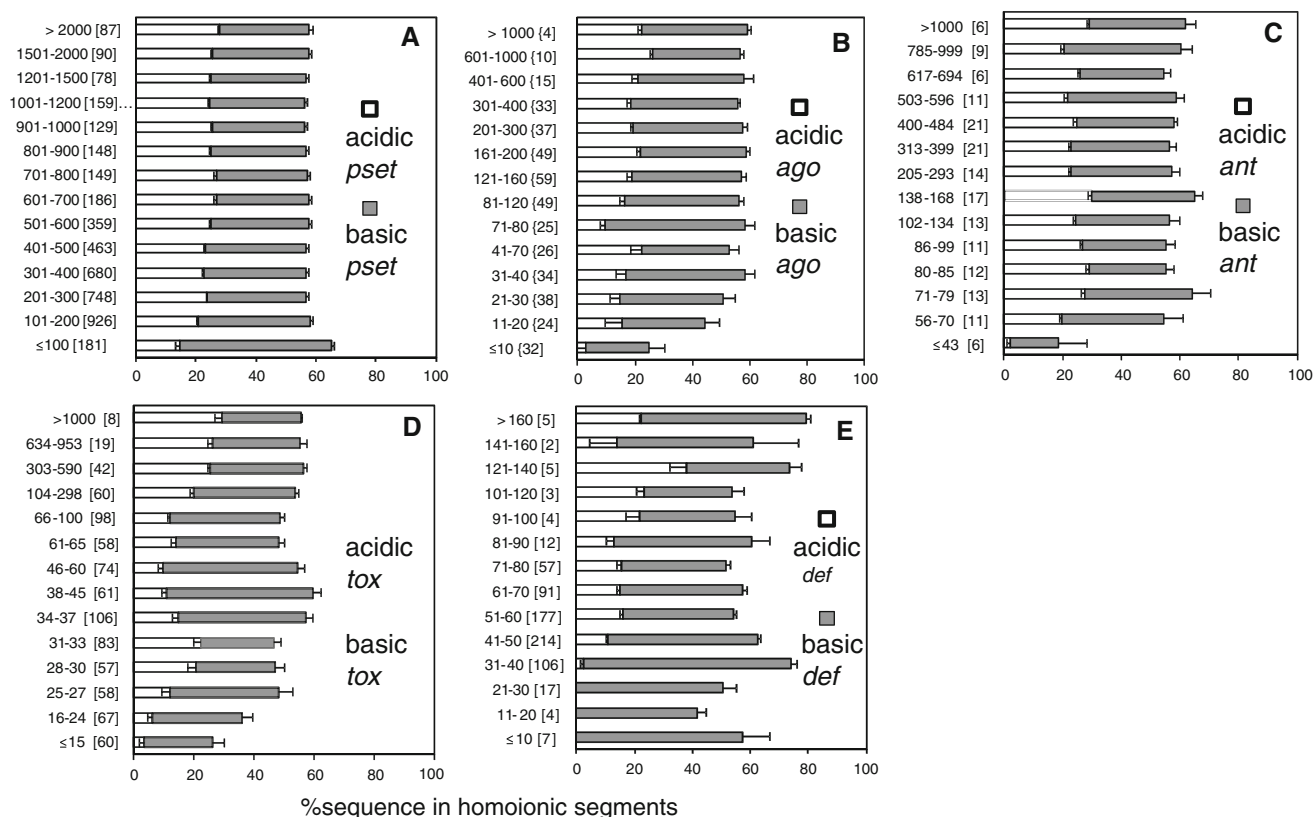 A
> 2000 [87]
1501-2000 [90]
1201-1500 [78]
1001-1200 [159]...
901-1000 [129]
801-900 [148]
701-800 [149]
601-700 [186]
501-600 [359]
401-500 [463]
301-400 [680]
201-300 [748]
101-200 [926]
≤100 [181]
0 20 40 60 80 100
acidic
pset
basic
pset
B
> 1000 {4}
601-1000 {10}
401-600 {15}
301-400 {33}
201-300 {37}
161-200 {49}
121-160 {59}
81-120 {49}
71-80 {25}
41-70 {26}
31-40 {34}
21-30 {38}
11-20 {24}
≤10 {32}
0 20 40 60 80 100
acidic
ago
basic
ago
C
>1000 [6]
785-999 [9]
617-694 [6]
503-596 [11]
400-484 [21]
313-399 [21]
205-293 [14]
138-168 [17]
102-134 [13]
86-99 [11]
80-85 [12]
71-79 [13]
56-70 [11]
≤43 [6]
0 20 40 60 80 100
acidic
ant
basic
ant
D
>1000 [8]
634-953 [19]
303-590 [42]
104-298 [60]
66-100 [98]
61-65 [58]
46-60 [74]
38-45 [61]
34-37 [106]
31-33 [83]
28-30 [57]
25-27 [58]
16-24 [67]
≤15 [60]
0 20 40 60 80 100
acidic
tox
basic
tox
E
>160 [5]
141-160 [2]
121-140 [5]
101-120 [3]
91-100 [4]
81-90 [12]
71-80 [57]
61-70 [91]
51-60 [177]
41-50 [214]
31-40 [106]
21-30 [17]
11-20 [4]
≤10 [7]
0 20 40 60 80 100
acidic
def
basic
def
%sequence in homoionic segments